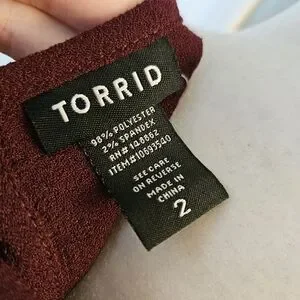 TORRID
98% POLYESTER
2% SPANDEX
RN# 148862
ITEM# 10693540
SEE CARE
ON REVERSE
MADE IN
CHINA
2